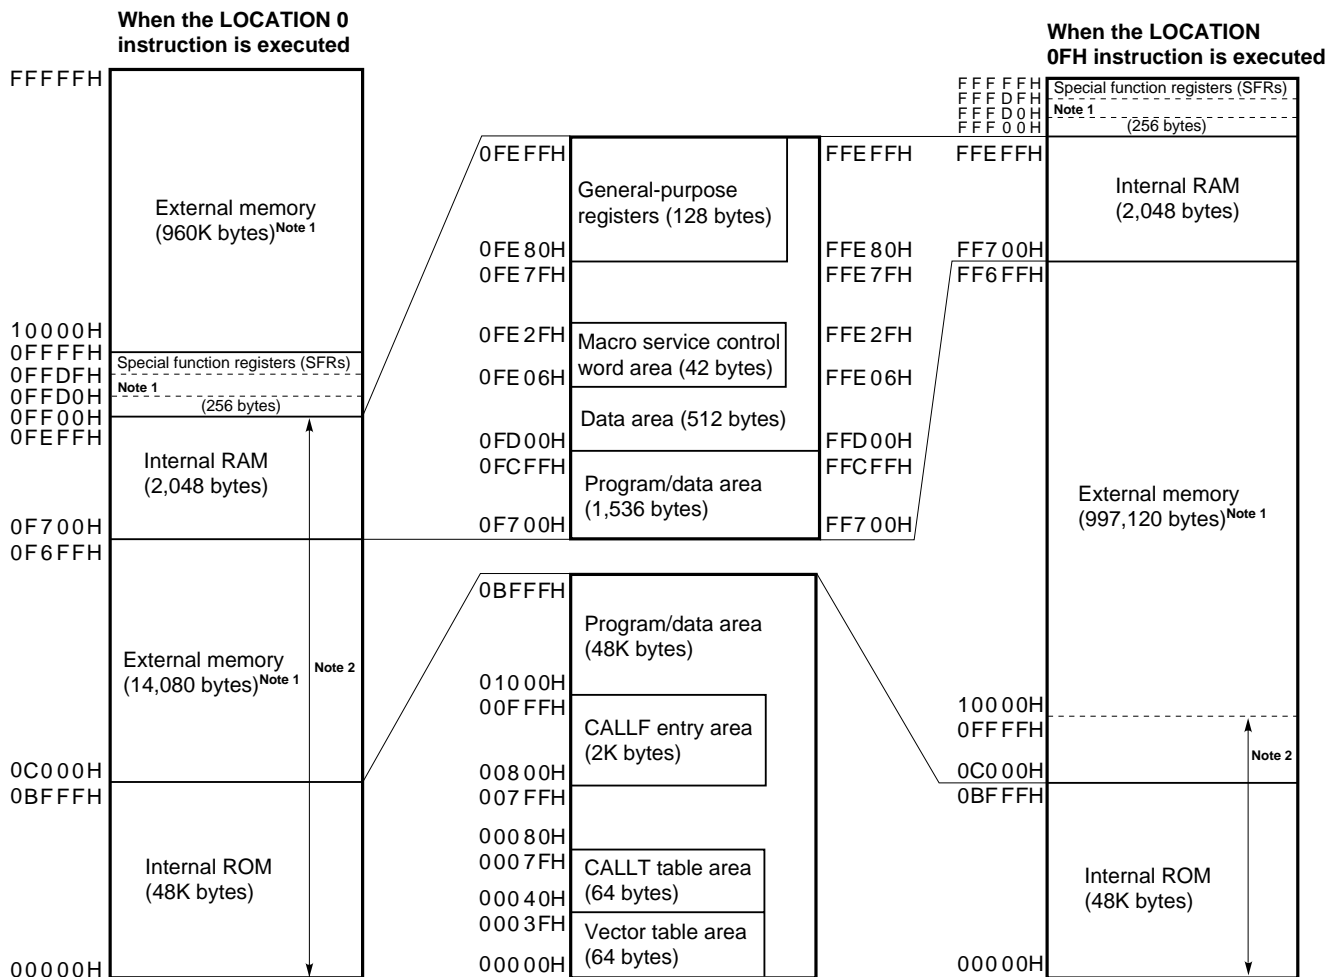 When the LOCATION 0
instruction is executed
FFFFFH
External memory
(960K bytes)Note 1
10000H
0FFFFH
Special function registers (SFRs)
0FFDFH
Note 1
0FFD0H
(256 bytes)
0FF00H
0FEFFH
Internal RAM
(2,048 bytes)
0F700H
0F6FFH
External memory
(14,080 bytes)Note 1
Note 2
0C000H
0BFFFH
Internal ROM
(48K bytes)
00000H
0FEFFH
FFEFFH
General-purpose
registers (128 bytes)
0FE80H
FFE80H
0FE7FH
FFE7FH
0FE2FH
FFE2FH
Macro service control
word area (42 bytes)
0FE06H
FFE06H
Data area (512 bytes)
0FD00H
FFD00H
0FCFFH
FFCFFH
Program/data area
(1,536 bytes)
0F700H
FF700H
0BFFFH
Program/data area
(48K bytes)
01000H
00FFFH
CALLF entry area
(2K bytes)
00800H
007FFH
00080H
0007FH
CALLT table area
(64 bytes)
00040H
0003FH
Vector table area
(64 bytes)
00000H
When the LOCATION
0FH instruction is executed
FFFFFH
Special function registers (SFRs)
FFFDFH
Note 1
FFFD0H
(256 bytes)
FFF00H
FFEFFH
Internal RAM
(2,048 bytes)
FF700H
FF6FFH
External memory
(997,120 bytes)Note 1
10000H
0FFFFH
Note 2
0C000H
0BFFFH
Internal ROM
(48K bytes)
00000H